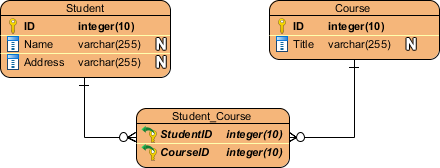 Student
ID integer(10)
Name varchar(255) N
Address varchar(255) N
Course
ID integer(10)
Title varchar(255) N
Student_Course
StudentID integer(10)
CourseID integer(10)